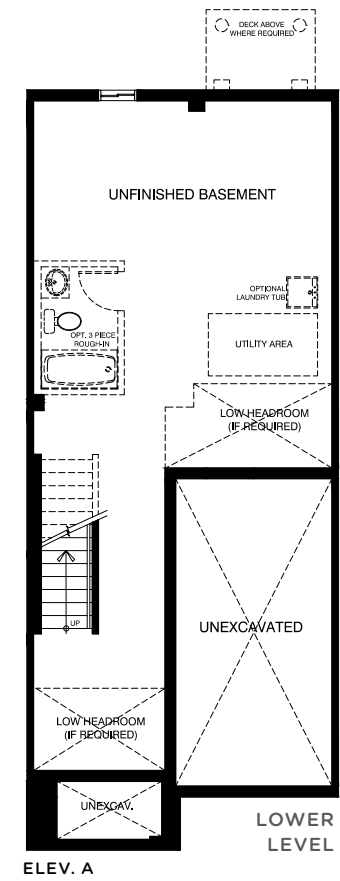 DECK ABOVE
WHERE REQUIRED
UNFINISHED BASEMENT
OPTIONAL
LAUNDRY TUB
OPT. 3 PIECE
ROUGH-IN
UTILITY AREA
LOW HEADROOM
(IF REQUIRED)
UP
UNEXCAVATED
LOW HEADROOM
(IF REQUIRED)
UNEXCAV.
LOWER
LEVEL
ELEV. A